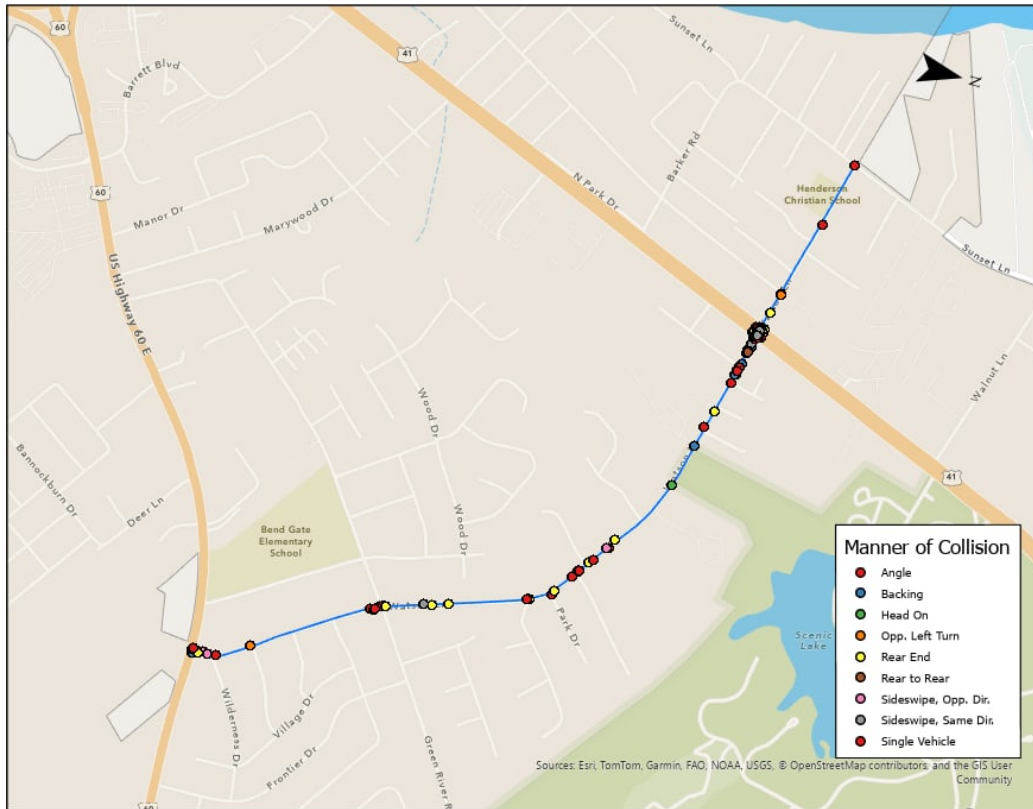 60
41
Sunset Ln
Barrett Blvd
N
Barker Rd
60
N Park Dr
Henderson
Christian School
Manor Dr
Marywood Dr
Sunset Ln
US Highway 60 E
Walnut Ln
Wood Dr
Bannockburn Dr
Deer Ln
41
Bend Gate
Elementary
School
Wood Dr
Park Dr
Scenic
Lake
Wilderness Dr
Village Dr
Frontier Dr
Green River R
60
Manner of Collision
Angle
Backing
Head On
Opp. Left Turn
Rear End
Rear to Rear
Sideswipe, Opp. Dir.
Sideswipe, Same Dir.
Single Vehicle
Sources: Esri, TomTom, Garmin, FAO, NOAA, USGS, © OpenStreetMap contributors, and the GIS User
Community